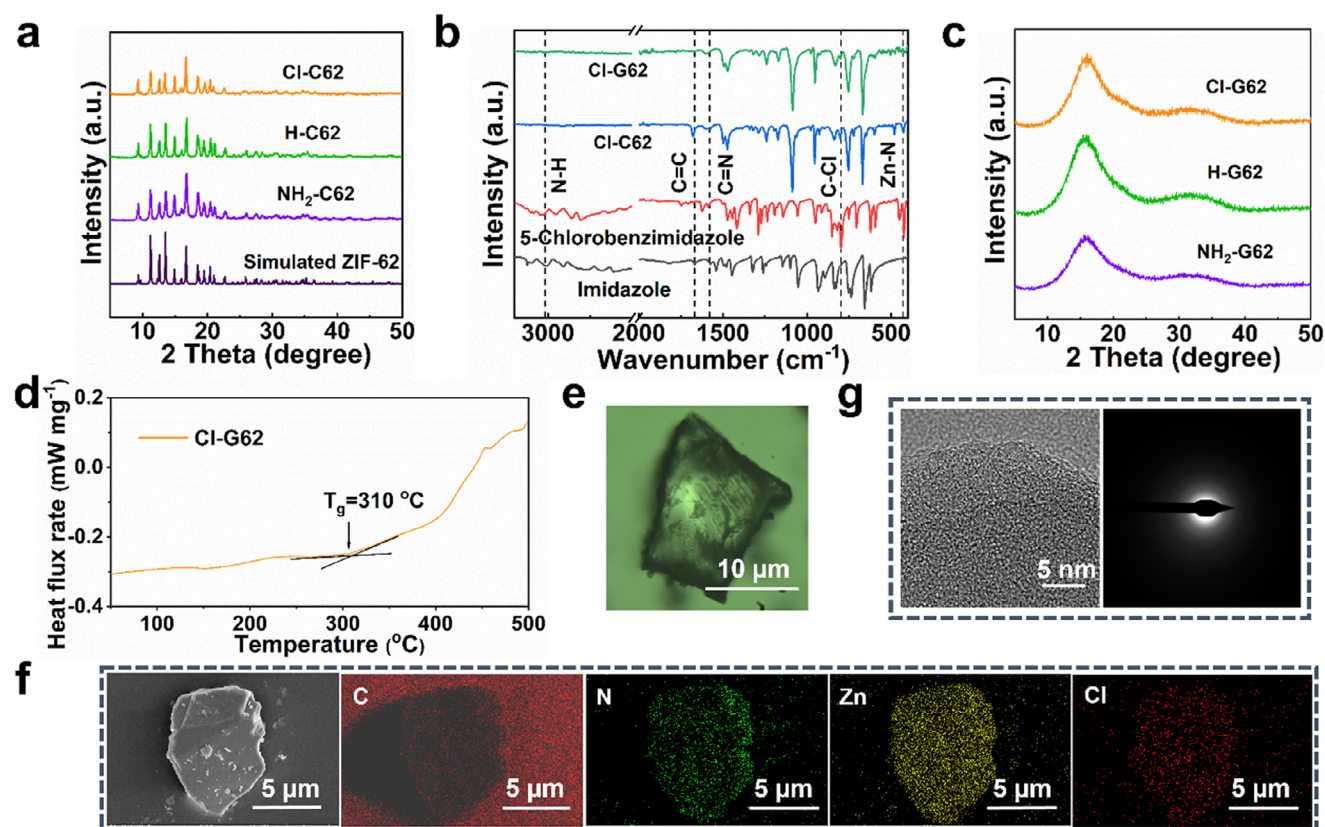 a
Intensity (a.u.)
Cl-C62
H-C62
NH2-C62
Simulated ZIF-62
10 20 30 40 50
2 Theta (degree)
b
Intensity (a.u.)
Cl-G62
Cl-C62
N-H
C=C
C=N
C-Cl
Zn-N
5-Chlorobenzimidazole
Imidazole
3000 2000 1500 1000 500
Wavenumber (cm-1)
c
Intensity (a.u.)
Cl-G62
H-G62
NH2-G62
10 20 30 40 50
2 Theta (degree)
d
Heat flux rate (mW mg-1)
0.2
0.0
-0.2
-0.4
Cl-G62
Tg=310 oC
100 200 300 400 500
Temperature (oC)
e
10 μm
g
5 nm
f
5 μm
C
5 μm
N
5 μm
Zn
5 μm
Cl
5 μm